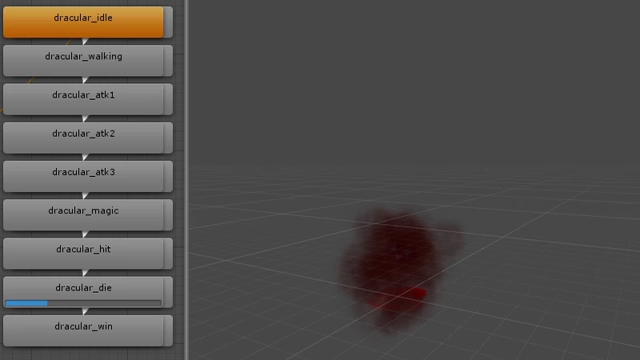 dracular_idle
dracular_walking
dracular_atk1
dracular_atk2
dracular_atk3
dracular_magic
dracular_hit
dracular_die
dracular_win